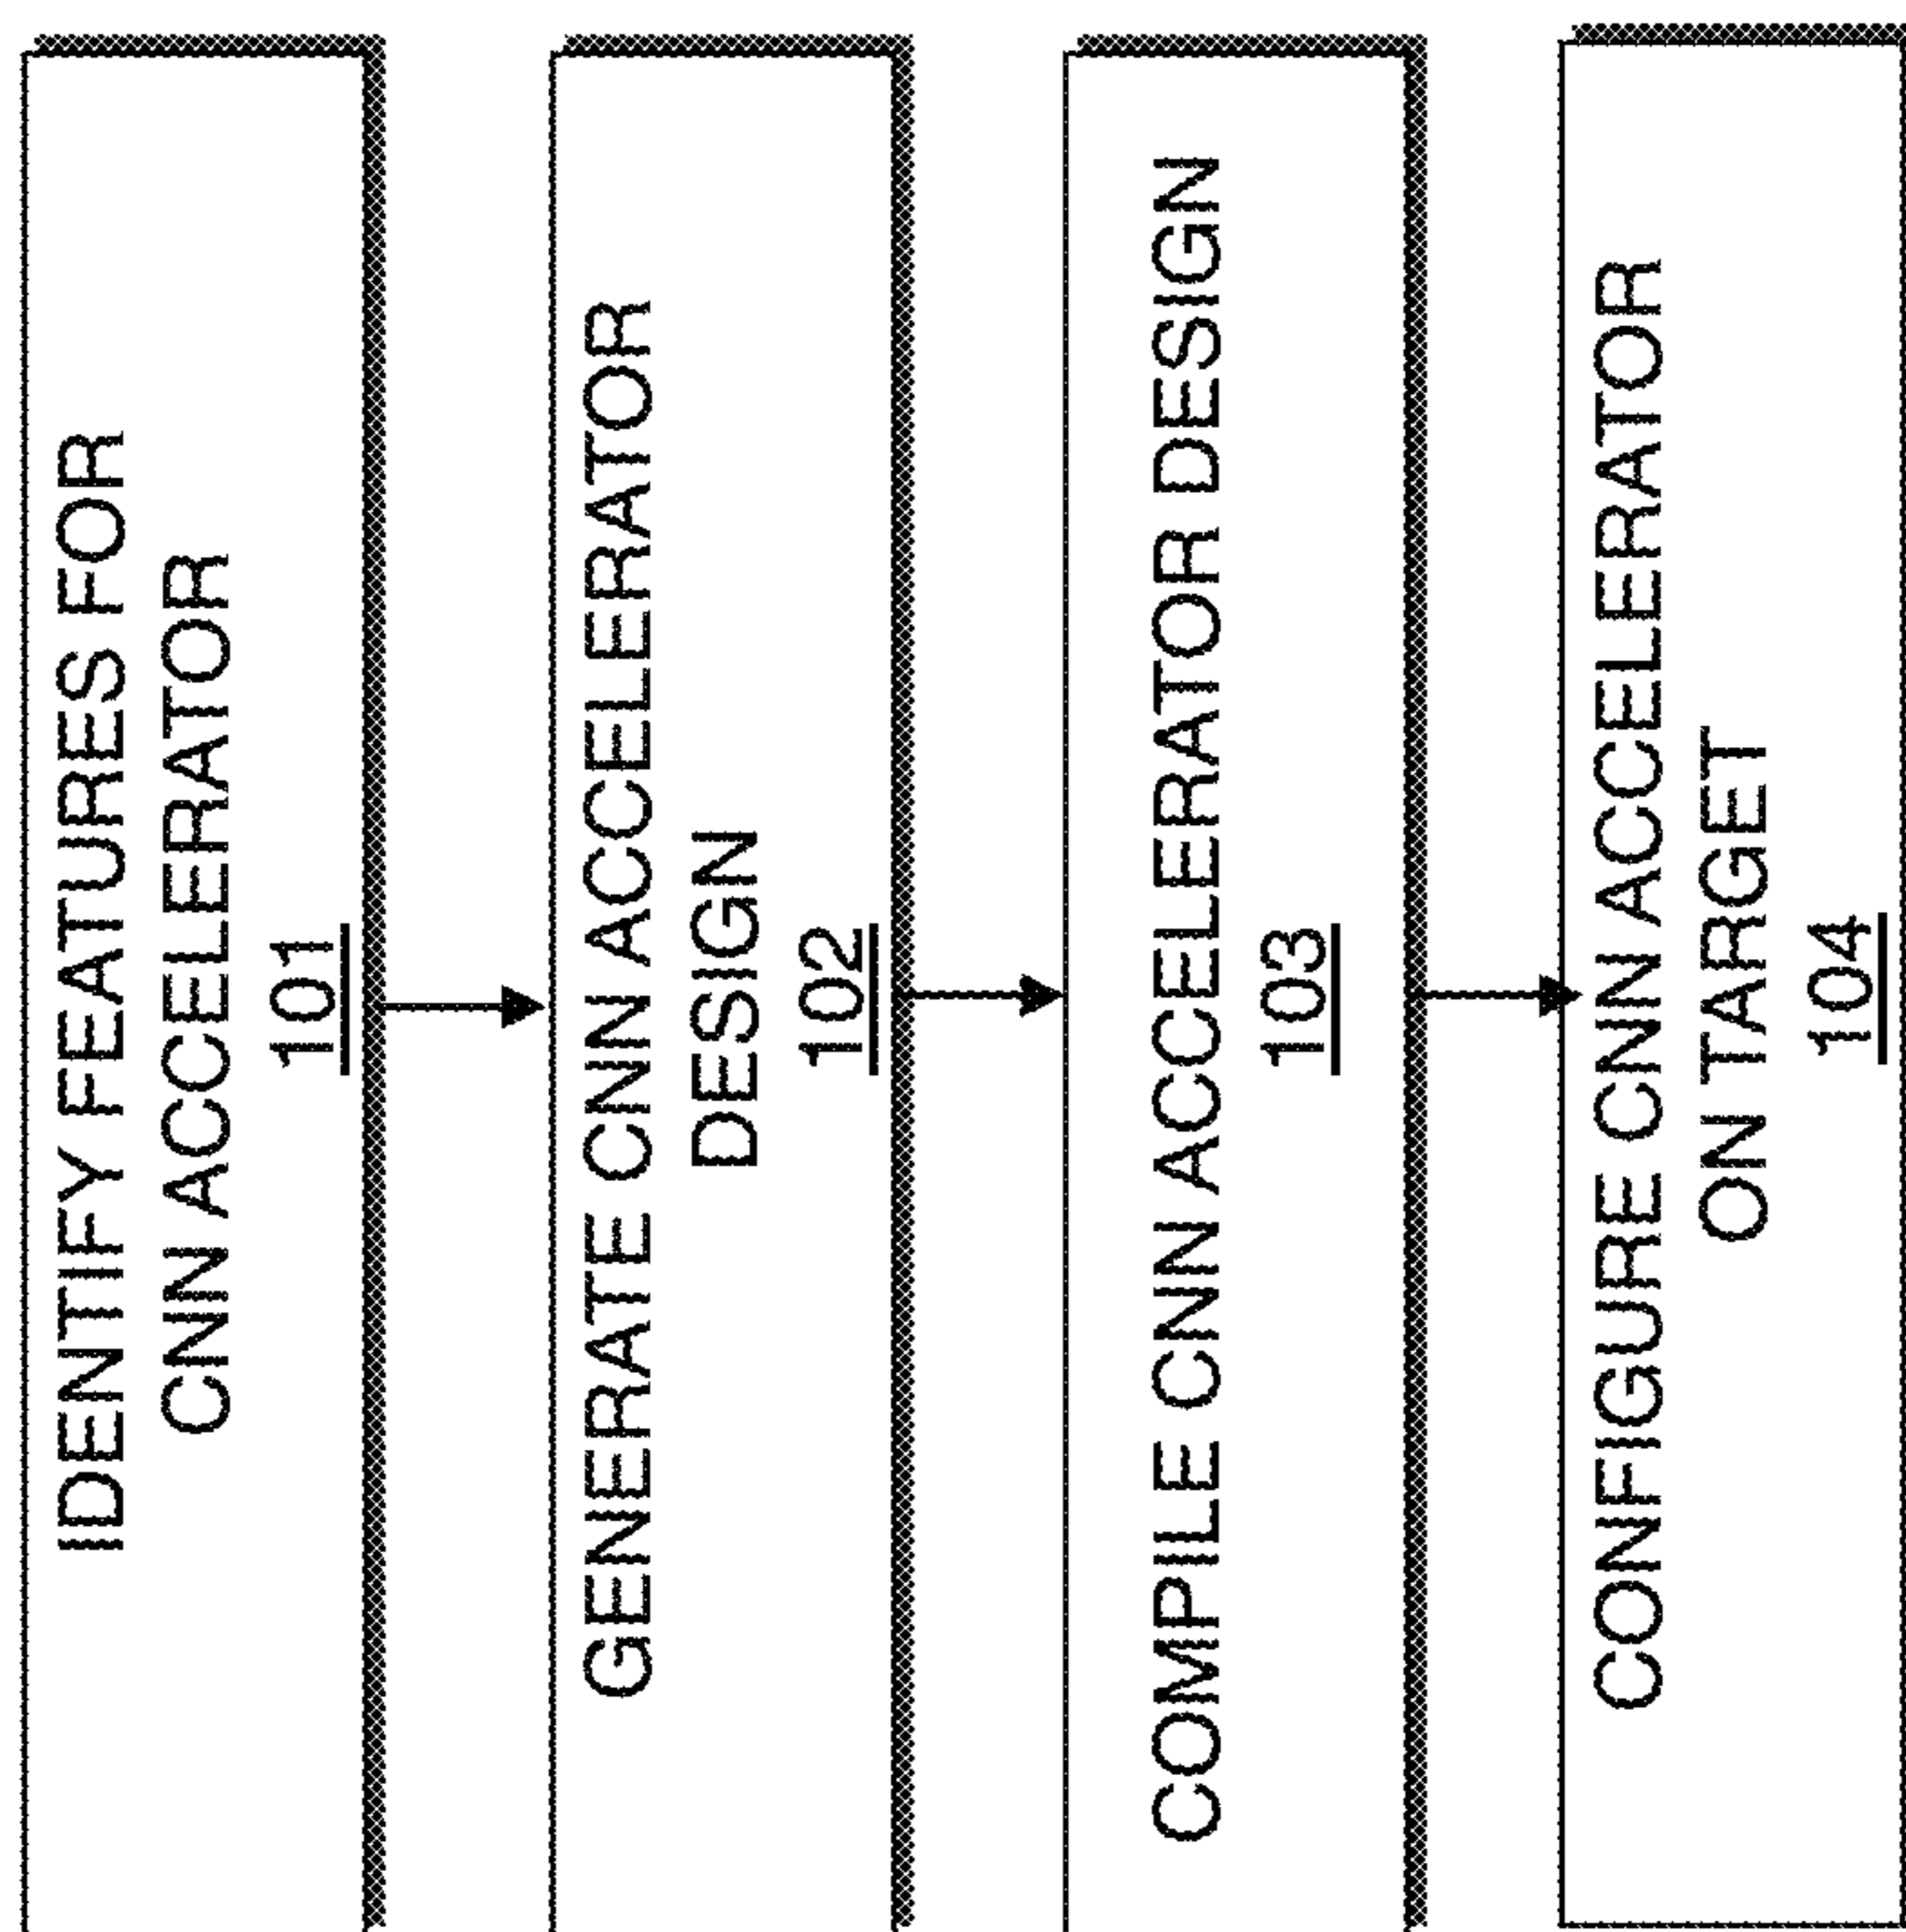 IDENTIFY FEATURES FOR
CNN ACCELERATOR
101
GENERATE CNN ACCELERATOR
DESIGN
102
COMPILE CNN ACCELERATOR DESIGN
103
CONFIGURE CNN ACCELERATOR
ON TARGET
104